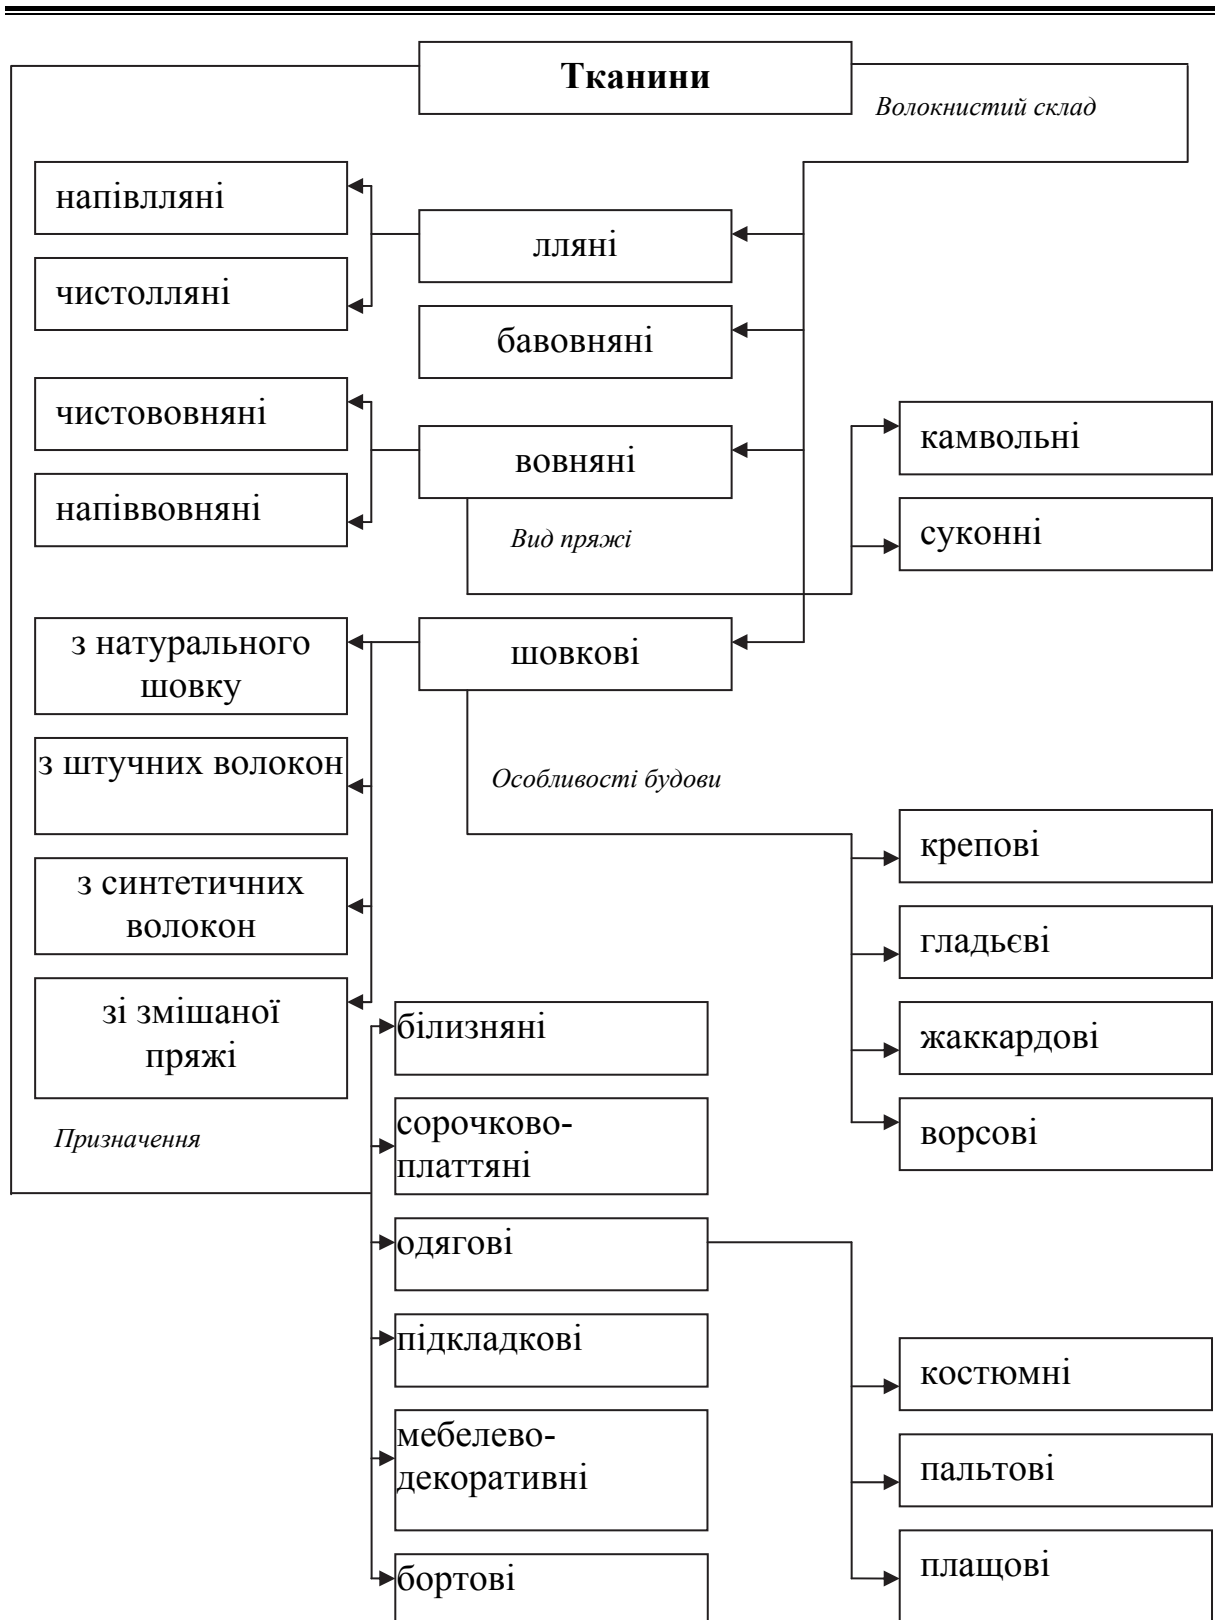 Тканини
Волокнистий склад
напівлляні
лляні
чистолляні
бавовняні
чистововняні
вовняні
камвольні
напіввовняні
Вид пряжі
суконні
з натурального
шовку
шовкові
з штучних волокон
Особливості будови
з синтетичних
волокон
крепові
гладьєві
зі змішаної
пряжі
білизняні
жаккардові
Призначення
сорочково-
платтяні
ворсові
одягові
підкладкові
костюмні
мебелево-
декоративні
пальтові
бортові
плащові